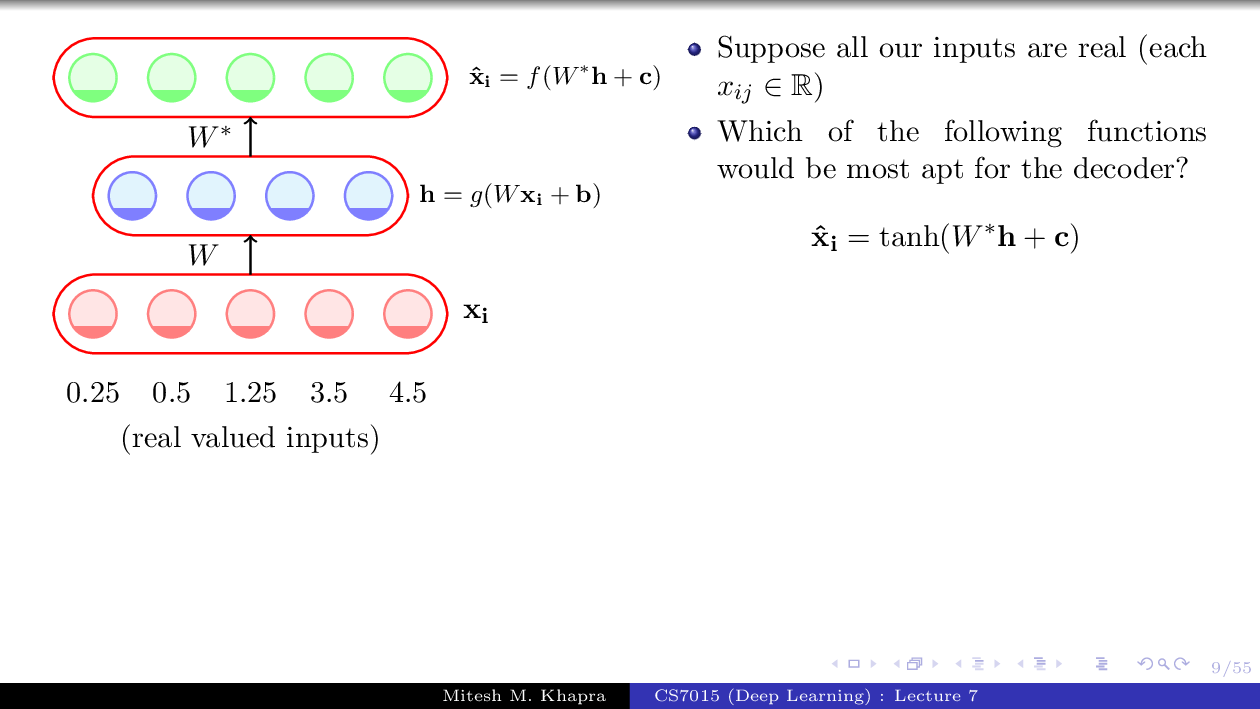 x̂ᵢ = f(W*h + c)
W*
h = g(Wxᵢ + b)
W
xᵢ
0.25 0.5 1.25 3.5 4.5
(real valued inputs)
Suppose all our inputs are real (each
xᵢⱼ ∈ ℝ)
Which of the following functions
would be most apt for the decoder?
x̂ᵢ = tanh(W*h + c)
9/55
Mitesh M. Khapra
CS7015 (Deep Learning) : Lecture 7